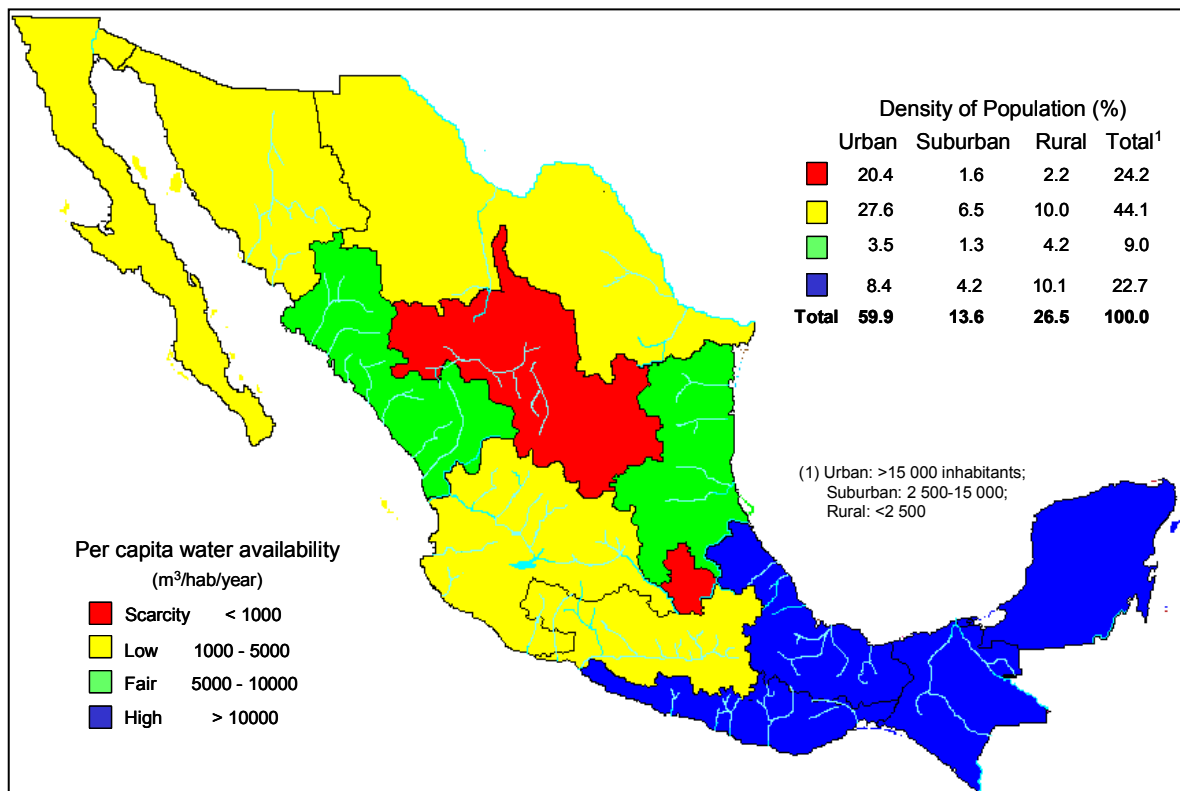 Density of Population (%)
Urban Suburban Rural Total1
20.4 1.6 2.2 24.2
27.6 6.5 10.0 44.1
3.5 1.3 4.2 9.0
8.4 4.2 10.1 22.7
Total 59.9 13.6 26.5 100.0
(1) Urban: >15 000 inhabitants;
Suburban: 2 500-15 000;
Rural: <2 500
Per capita water availability
(m3/hab/year)
Scarcity < 1000
Low 1000 - 5000
Fair 5000 - 10000
High > 10000